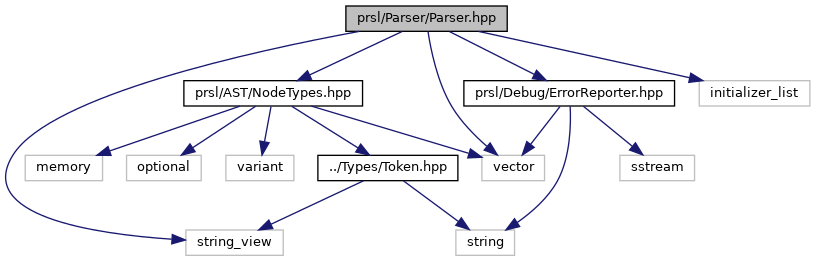 prsl/Parser/Parser.hpp
prsl/AST/NodeTypes.hpp
prsl/Debug/ErrorReporter.hpp
initializer_list
memory
optional
variant
../Types/Token.hpp
vector
sstream
string_view
string